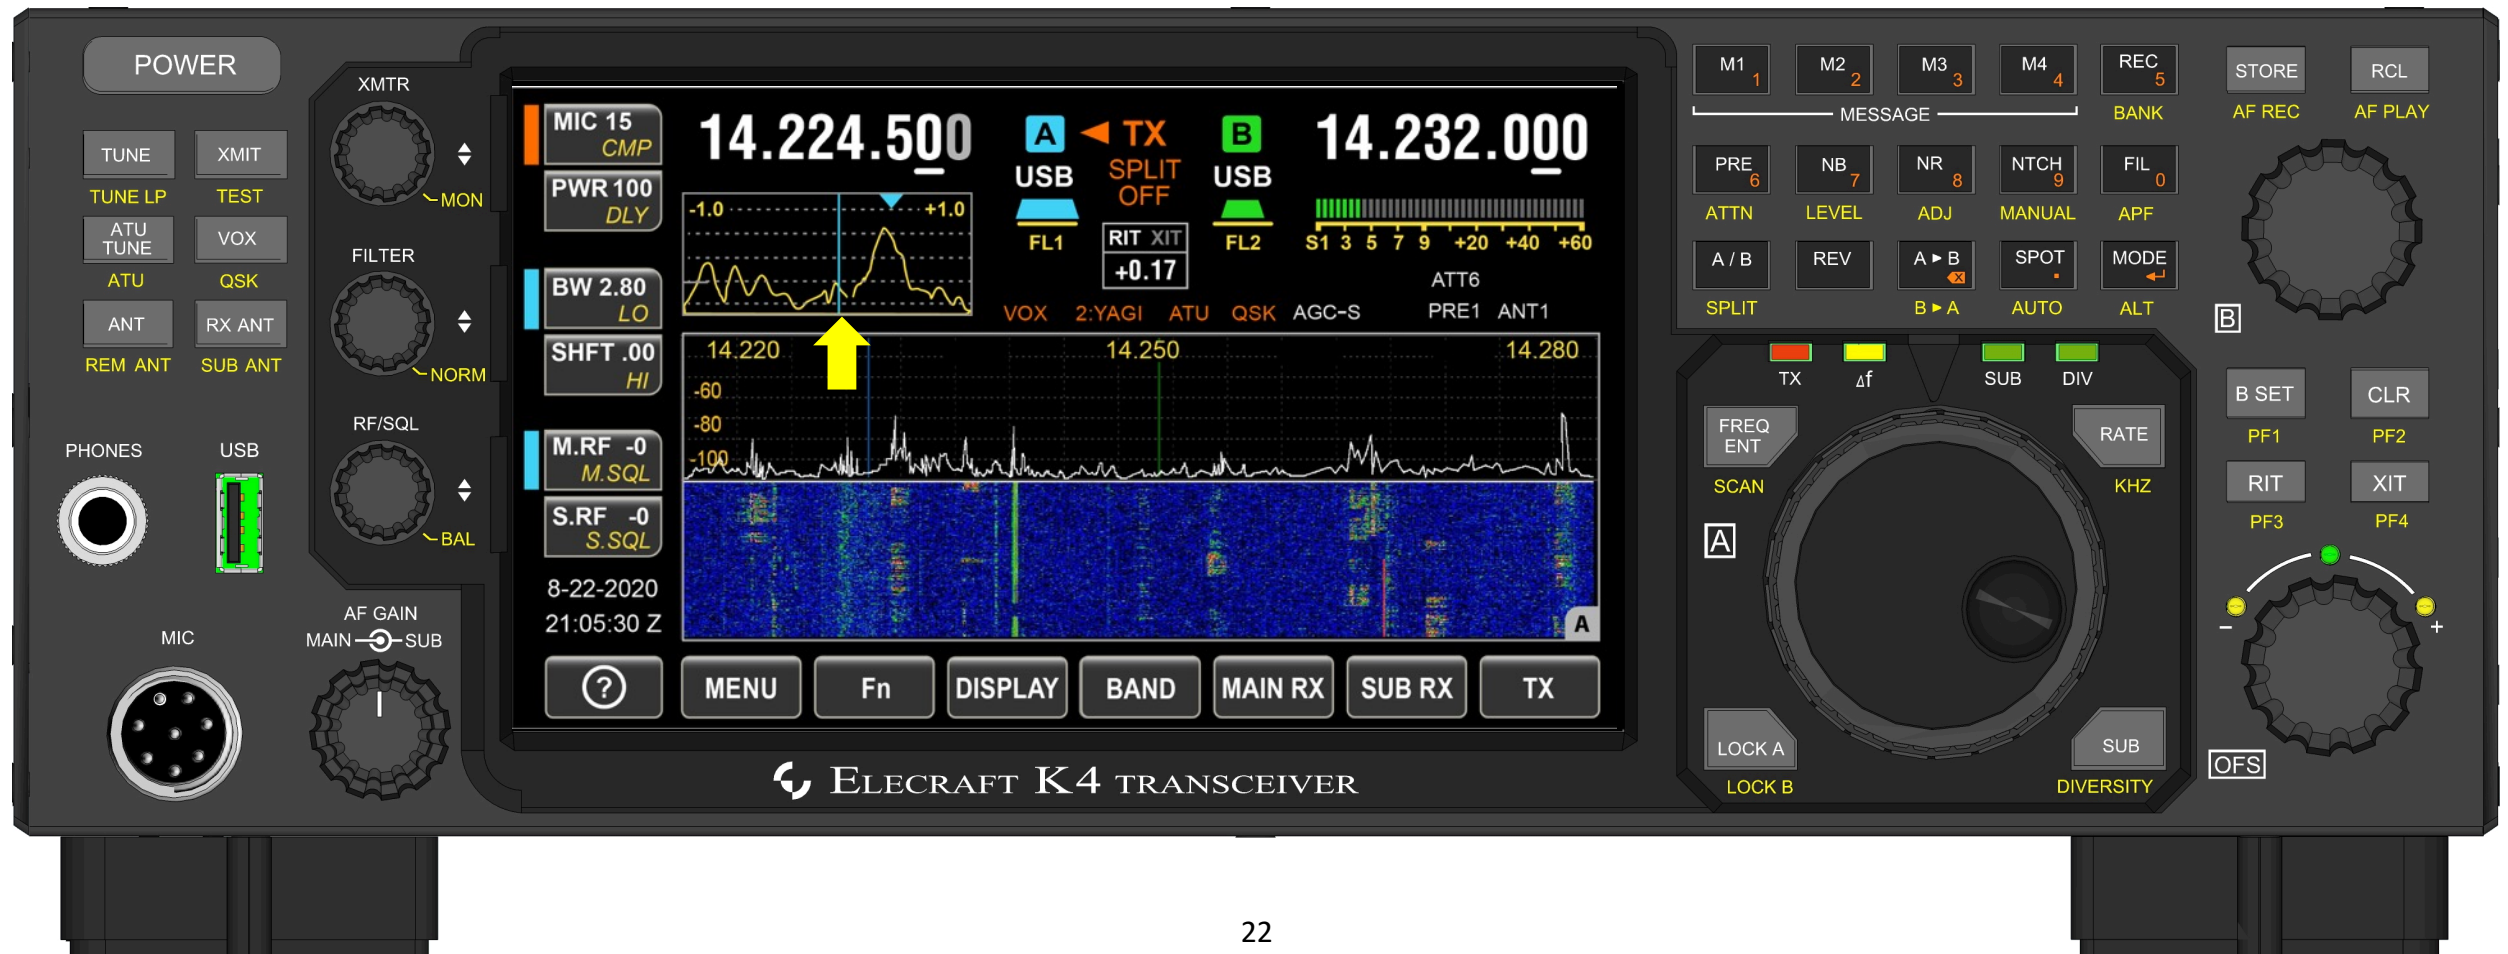 POWER
TUNE XMIT
TUNE LP TEST
ATU TUNE VOX
ATU QSK
ANT RX ANT
REM ANT SUB ANT
PHONES USB
MIC
XMTR
MON
FILTER
NORM
RF/SQL
BAL
AF GAIN
MAIN SUB
MIC 15
CMP
PWR 100
DLY
BW 2.80
LO
SHFT .00
HI
M.RF -0
M.SQL
S.RF -0
S.SQL
8-22-2020
21:05:30 Z
14.224.500
A ◄ TX B
14.232.000
USB SPLIT OFF USB
-1.0 +1.0
FL1 RIT XIT FL2
+0.17
S1 3 5 7 9 +20 +40 +60
ATT6
VOX 2:YAGI ATU QSK AGC-S PRE1 ANT1
14.220 14.250 14.280
-60
-80
-100
A
? MENU Fn DISPLAY BAND MAIN RX SUB RX TX
ELECRAFT K4 TRANSCEIVER
M1 1 M2 2 M3 3 M4 4 REC 5
MESSAGE BANK
PRE 6 NB 7 NR 8 NTCH 9 FIL 0
ATTN LEVEL ADJ MANUAL APF
A / B REV A ► B SPOT . MODE
SPLIT B ► A AUTO ALT
TX Δf SUB DIV
FREQ ENT RATE
SCAN KHZ
A
LOCK A SUB
LOCK B DIVERSITY
STORE RCL
AF REC AF PLAY
B
B SET CLR
PF1 PF2
RIT XIT
PF3 PF4
− +
OFS
22